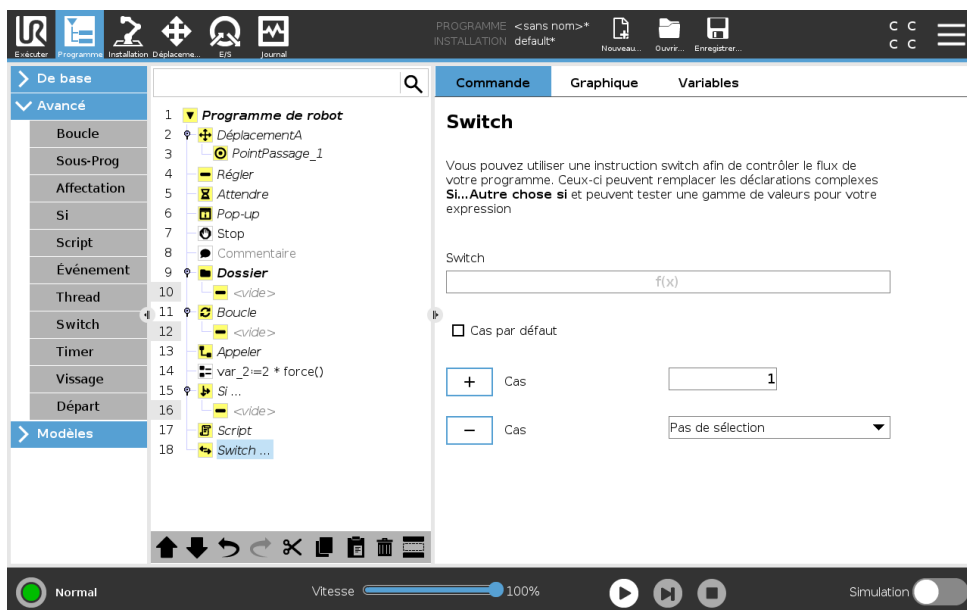 PROGRAMME <sans nom>*
INSTALLATION default*
Exécuter
Programme
Installation
Déplaceme...
E/S
Journal
Nouveau...
Ouvrir...
Enregistrer...
C C
C C
De base
Avancé
Boucle
Sous-Prog
Affectation
Si
Script
Événement
Thread
Switch
Timer
Vissage
Départ
Modèles
1 Programme de robot
2 DéplacementA
3 PointPassage_1
4 Régler
5 Attendre
6 Pop-up
7 Stop
8 Commentaire
9 Dossier
10 <vide>
11 Boucle
12 <vide>
13 Appeler
14 var_2≔2 * force()
15 Si ...
16 <vide>
17 Script
18 Switch ...
Commande
Graphique
Variables
Switch
Vous pouvez utiliser une instruction switch afin de contrôler le flux de
votre programme. Ceux-ci peuvent remplacer les déclarations complexes
Si...Autre chose si et peuvent tester une gamme de valeurs pour votre
expression
Switch
f(x)
Cas par défaut
+ Cas 1
− Cas Pas de sélection
Normal
Vitesse
100%
Simulation